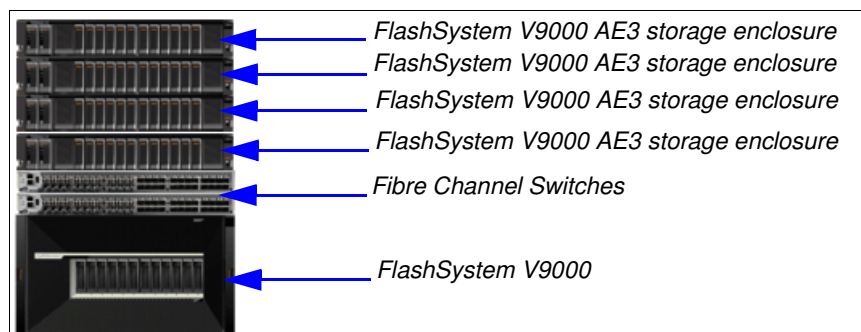 FlashSystem V9000 AE3 storage enclosure
FlashSystem V9000 AE3 storage enclosure
FlashSystem V9000 AE3 storage enclosure
FlashSystem V9000 AE3 storage enclosure
Fibre Channel Switches
FlashSystem V9000